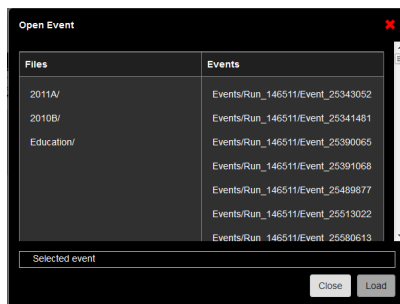 Open Event
Files Events
2011A/ Events/Run_146511/Event_25343052
2010B/ Events/Run_146511/Event_25341481
Education/ Events/Run_146511/Event_25390065
Events/Run_146511/Event_25391068
Events/Run_146511/Event_25489877
Events/Run_146511/Event_25513022
Events/Run_146511/Event_25580613
Selected event
Close Load